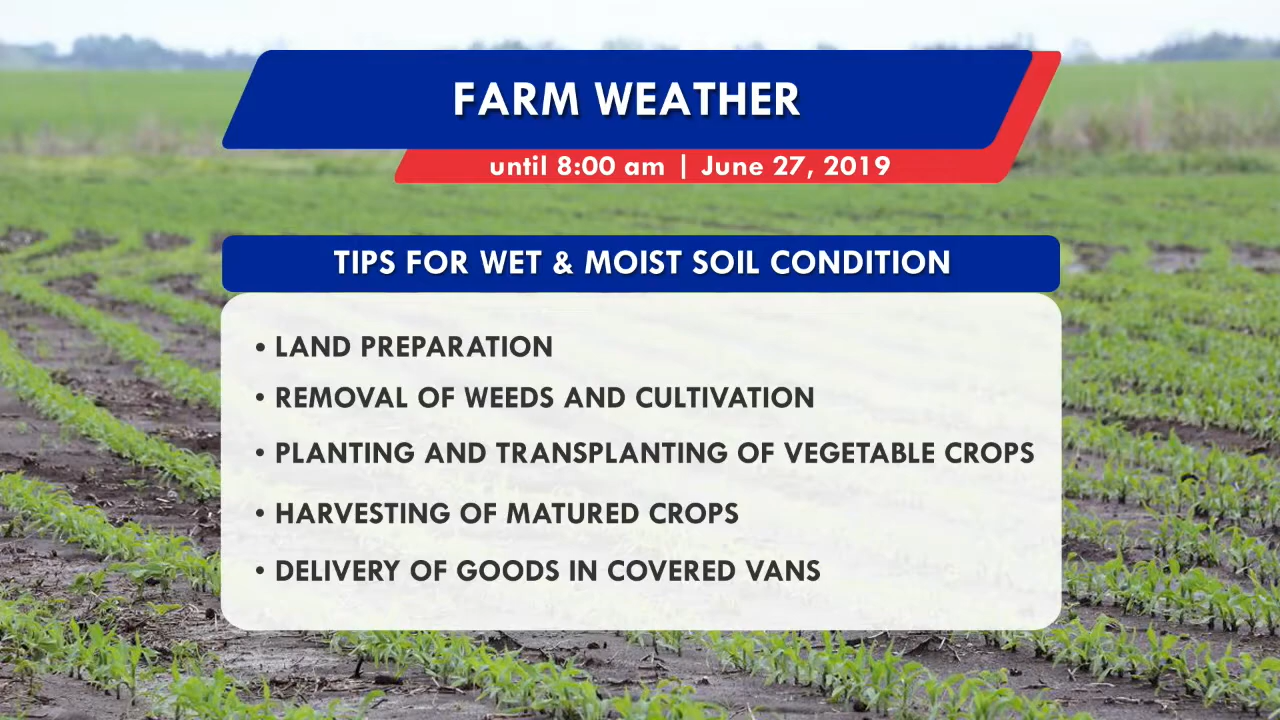 FARM WEATHER
until 8:00 am | June 27, 2019
TIPS FOR WET & MOIST SOIL CONDITION
• LAND PREPARATION
• REMOVAL OF WEEDS AND CULTIVATION
• PLANTING AND TRANSPLANTING OF VEGETABLE CROPS
• HARVESTING OF MATURED CROPS
• DELIVERY OF GOODS IN COVERED VANS